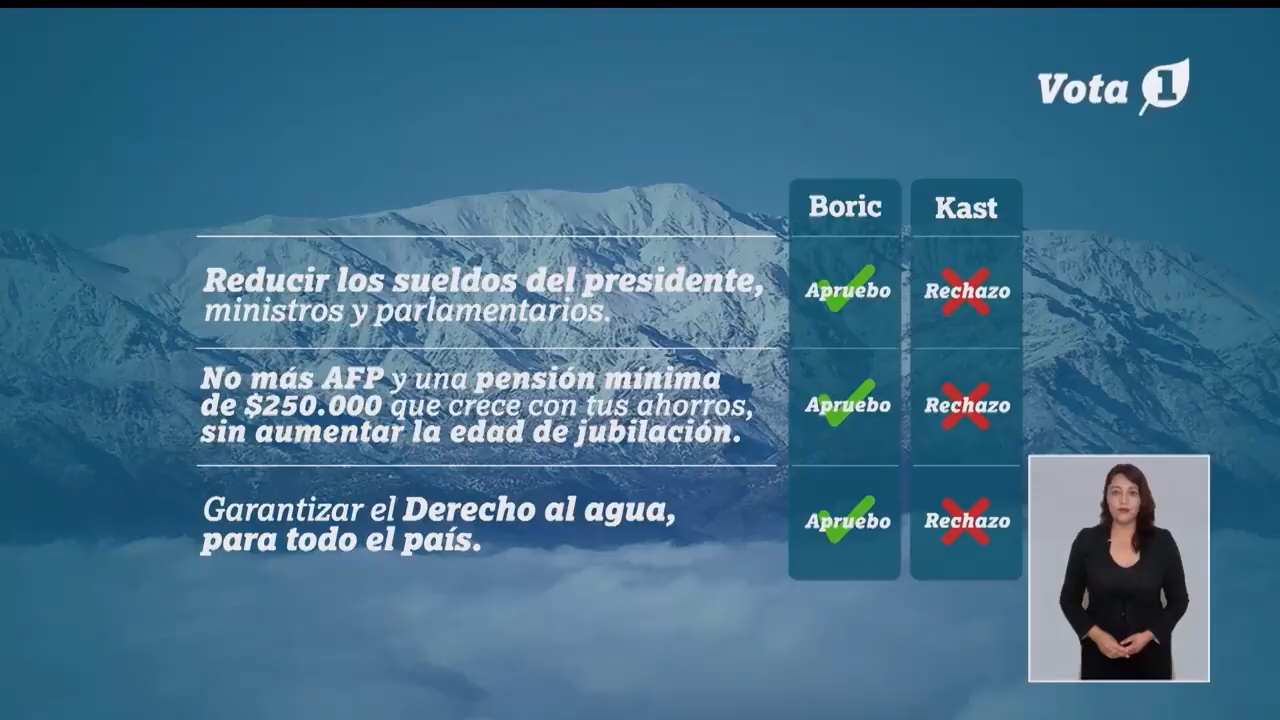 Vota 1
Boric Kast
Reducir los sueldos del presidente,
ministros y parlamentarios.
Apruebo Rechazo
No más AFP y una pensión mínima
de $250.000 que crece con tus ahorros,
sin aumentar la edad de jubilación.
Apruebo Rechazo
Garantizar el Derecho al agua,
para todo el país.
Apruebo Rechazo